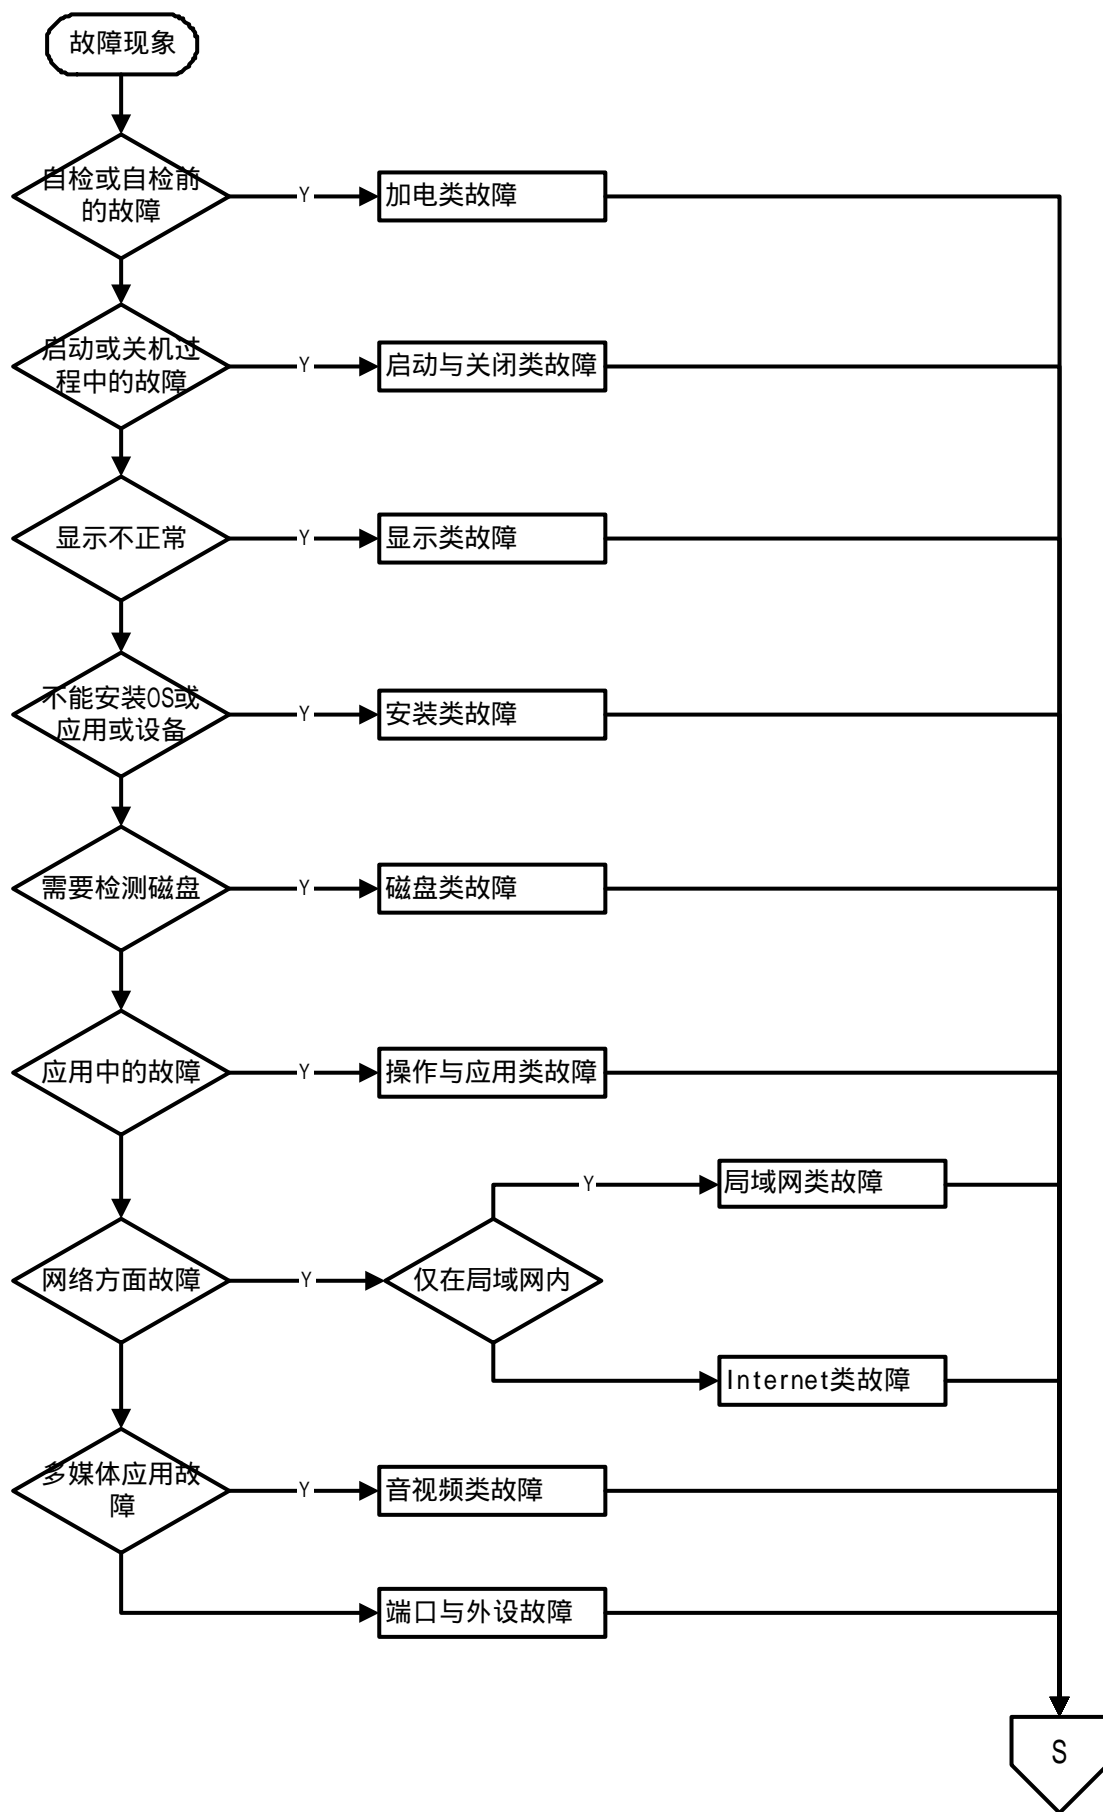 故障现象
自检或自检前
的故障
Y
加电类故障
启动或关机过
程中的故障
Y
启动与关闭类故障
显示不正常
Y
显示类故障
不能安装OS或
应用或设备
Y
安装类故障
需要检测磁盘
Y
磁盘类故障
应用中的故障
Y
操作与应用类故障
Y
局域网类故障
网络方面故障
Y
仅在局域网内
Internet类故障
多媒体应用故
障
Y
音视频类故障
端口与外设故障
S